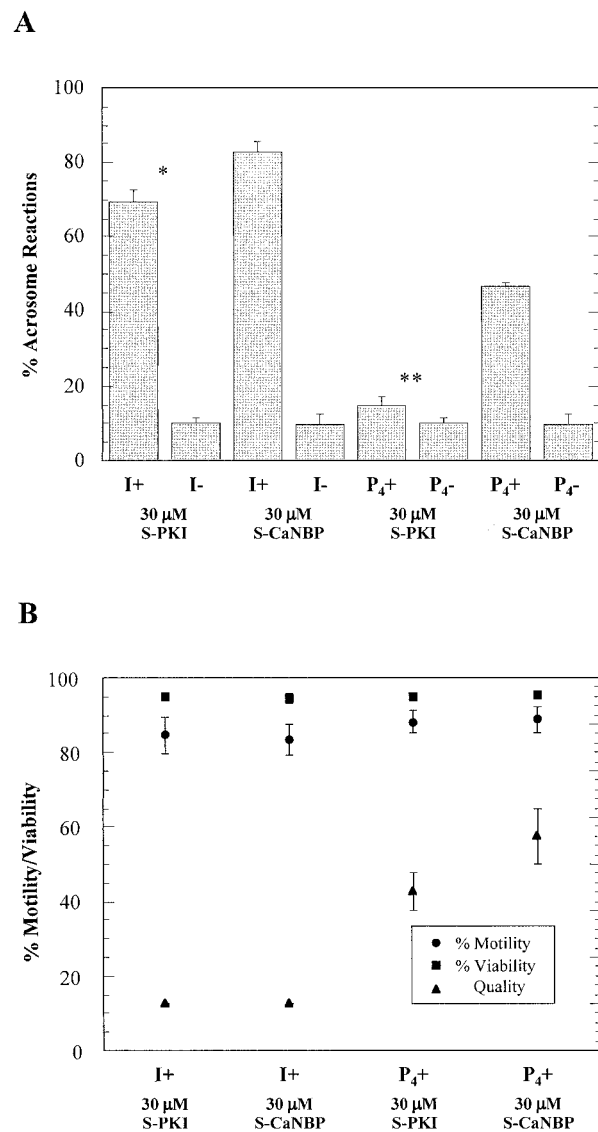 A
% Acrosome Reactions
100
80
60
40
20
0
*
**
I+ I- I+ I- P₄+ P₄- P₄+ P₄-
30 µM 30 µM 30 µM 30 µM
S-PKI S-CaNBP S-PKI S-CaNBP
B
% Motility/Viability
100
80
60
40
20
0
% Motility
% Viability
Quality
I+ I+ P₄+ P₄+
30 µM 30 µM 30 µM 30 µM
S-PKI S-CaNBP S-PKI S-CaNBP